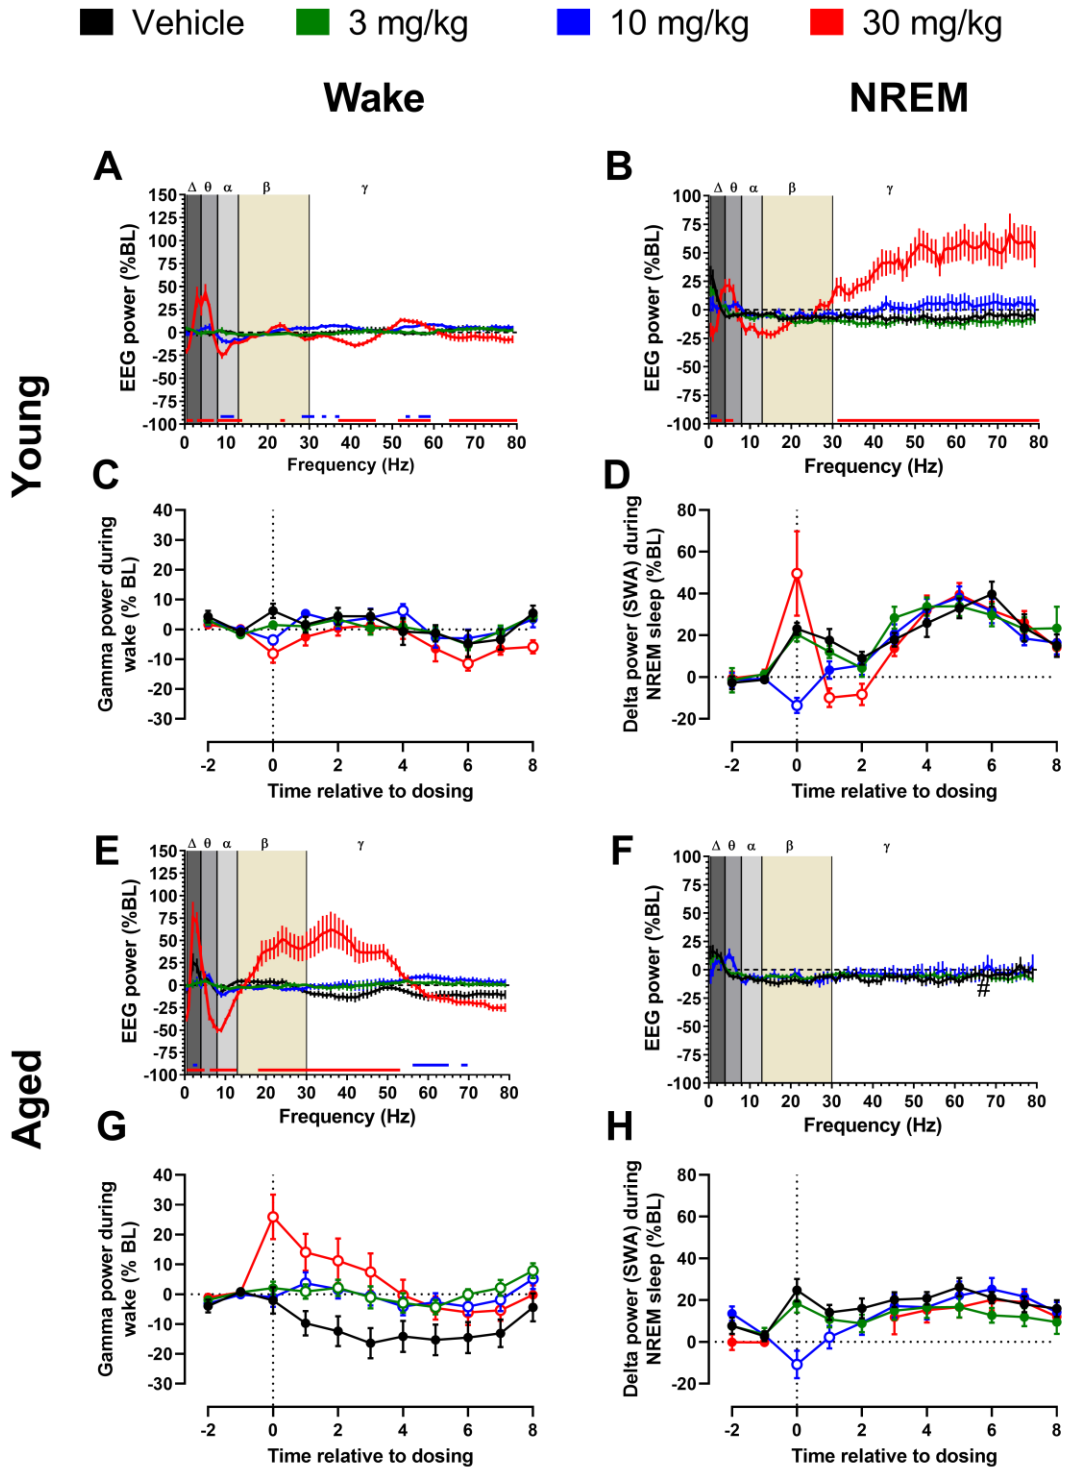 Vehicle 3 mg/kg 10 mg/kg 30 mg/kg
Wake NREM
Young
A
Δ θ α β γ
EEG power (%BL)
150
125
100
75
50
25
0
-25
-50
-75
-100
0 10 20 30 40 50 60 70 80
Frequency (Hz)
B
Δ θ α β γ
EEG power (%BL)
100
75
50
25
0
-25
-50
-75
-100
0 10 20 30 40 50 60 70 80
Frequency (Hz)
C
Gamma power during
wake (% BL)
40
30
20
10
0
-10
-20
-30
-2 0 2 4 6 8
Time relative to dosing
D
Delta power (SWA) during
NREM sleep (%BL)
80
60
40
20
0
-20
-2 0 2 4 6 8
Time relative to dosing
Aged
E
Δ θ α β γ
EEG power (%BL)
150
125
100
75
50
25
0
-25
-50
-75
-100
0 10 20 30 40 50 60 70 80
Frequency (Hz)
F
Δ θ α β γ
EEG power (%BL)
100
75
50
25
0
-25
-50
-75
-100
#
0 10 20 30 40 50 60 70 80
Frequency (Hz)
G
Gamma power during
wake (% BL)
40
30
20
10
0
-10
-20
-30
-2 0 2 4 6 8
Time relative to dosing
H
Delta power (SWA) during
NREM sleep (%BL)
80
60
40
20
0
-20
-2 0 2 4 6 8
Time relative to dosing